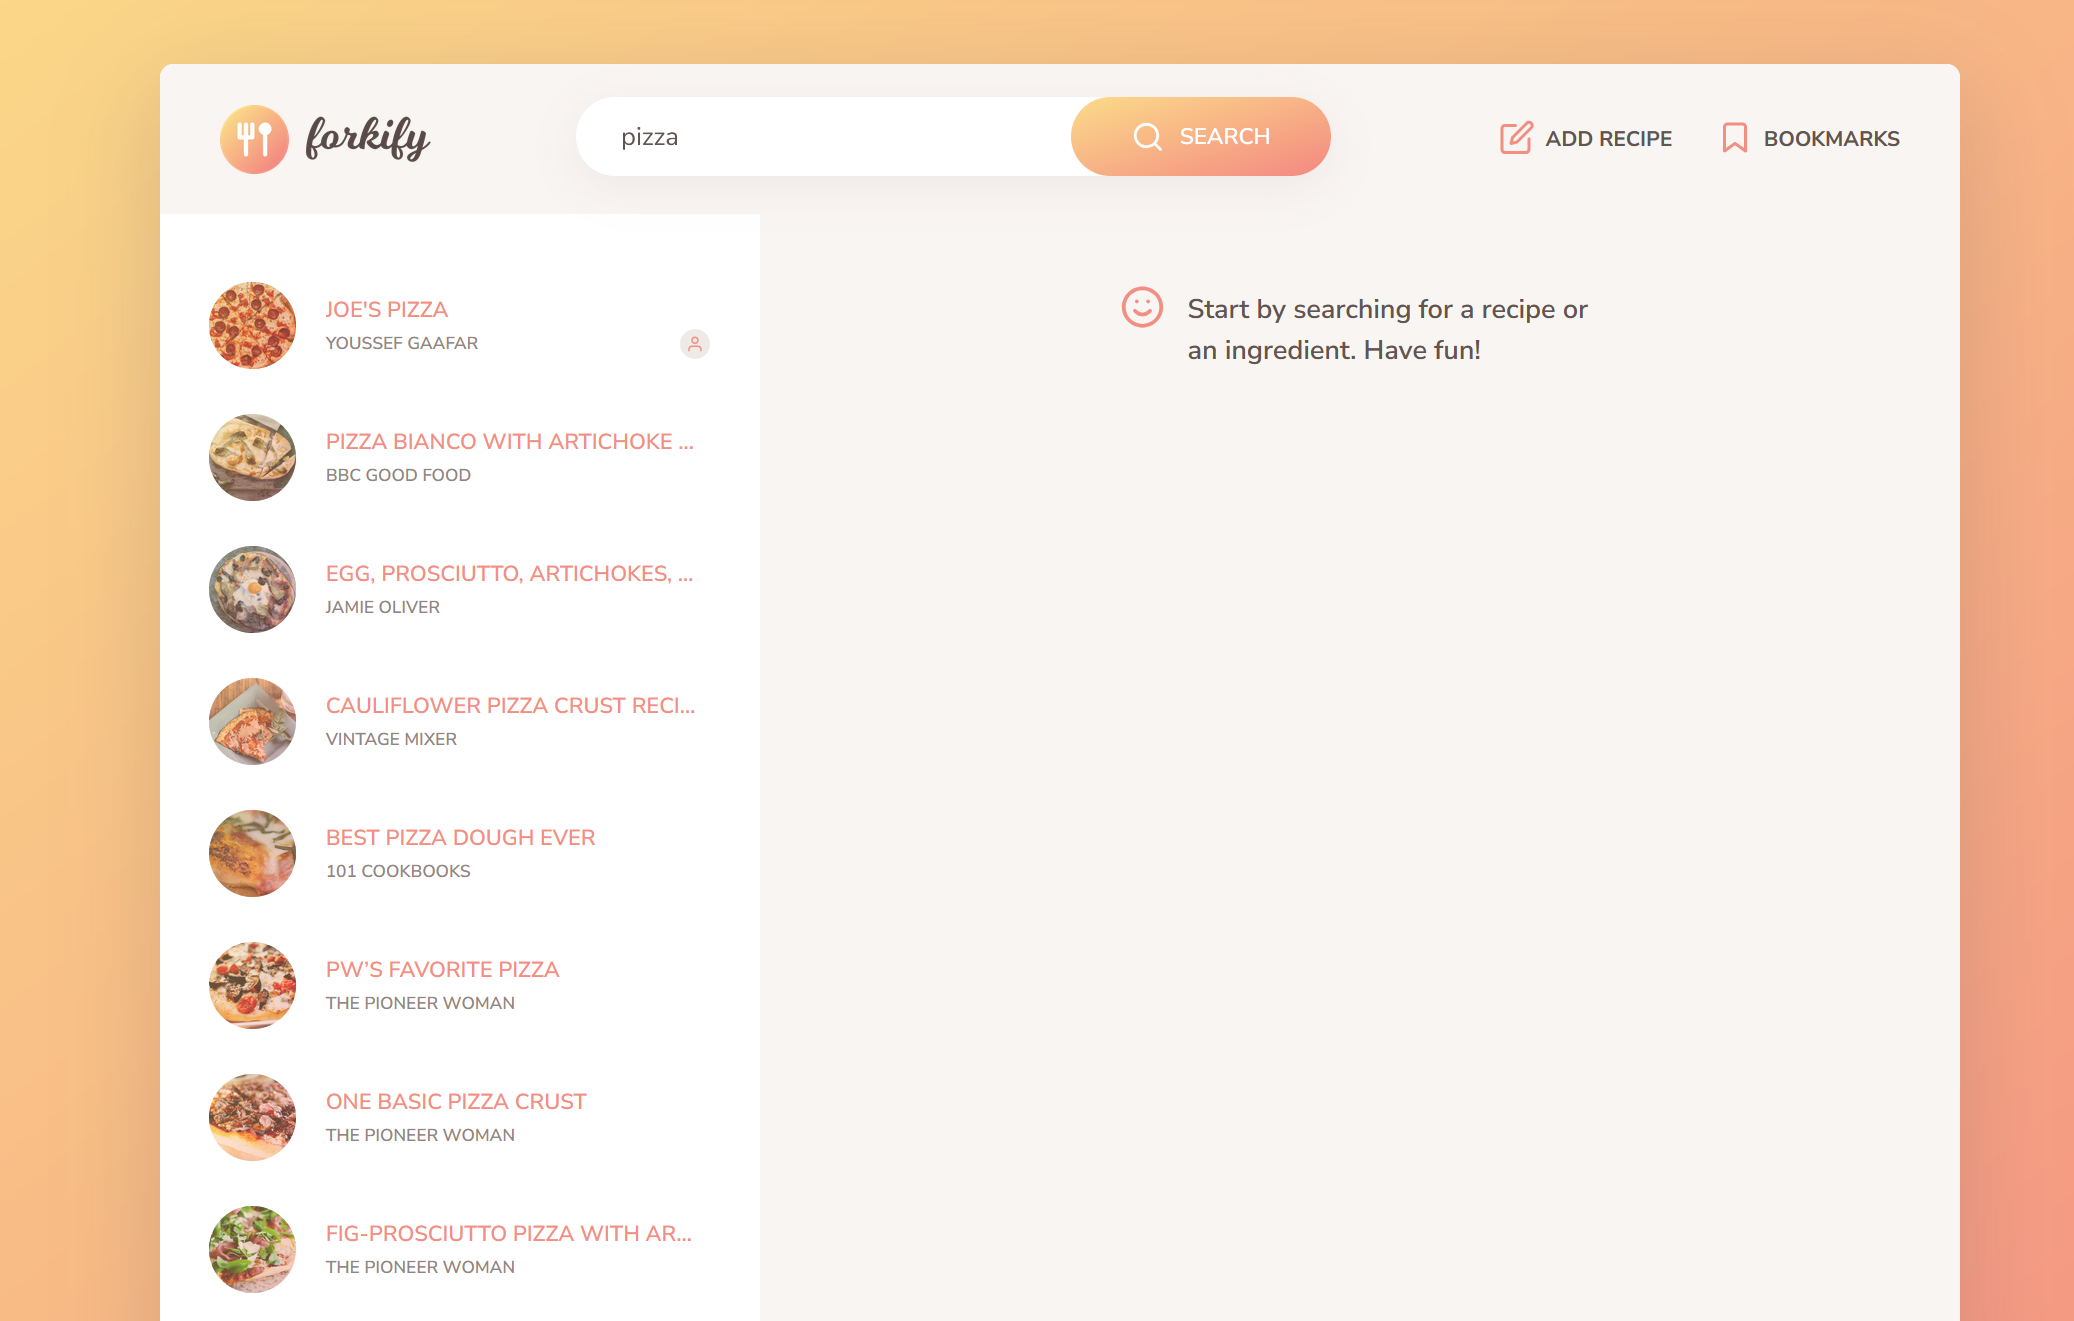 forkify
pizza
SEARCH
ADD RECIPE
BOOKMARKS
JOE'S PIZZA
YOUSSEF GAAFAR
PIZZA BIANCO WITH ARTICHOKE ...
BBC GOOD FOOD
EGG, PROSCIUTTO, ARTICHOKES, ...
JAMIE OLIVER
CAULIFLOWER PIZZA CRUST RECI...
VINTAGE MIXER
BEST PIZZA DOUGH EVER
101 COOKBOOKS
PW’S FAVORITE PIZZA
THE PIONEER WOMAN
ONE BASIC PIZZA CRUST
THE PIONEER WOMAN
FIG-PROSCIUTTO PIZZA WITH AR...
THE PIONEER WOMAN
Start by searching for a recipe or
an ingredient. Have fun!